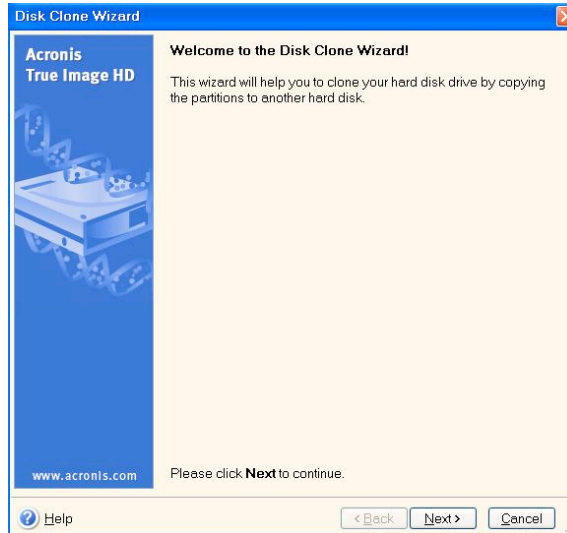 Disk Clone Wizard
Acronis
True Image HD
Welcome to the Disk Clone Wizard!
This wizard will help you to clone your hard disk drive by copying
the partitions to another hard disk.
www.acronis.com
Please click Next to continue.
Help
< Back
Next >
Cancel